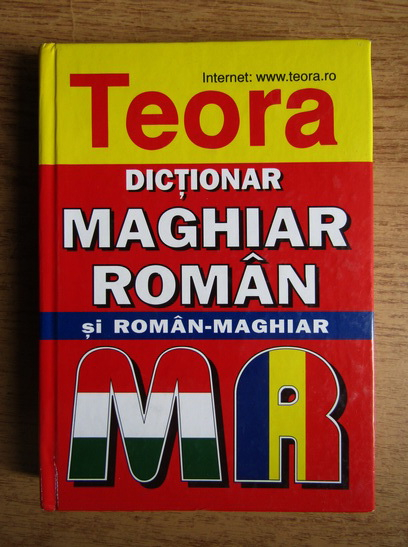 Internet: www.teora.ro
Teora
DICȚIONAR
MAGHIAR
ROMÂN
și ROMÂN-MAGHIAR
MR